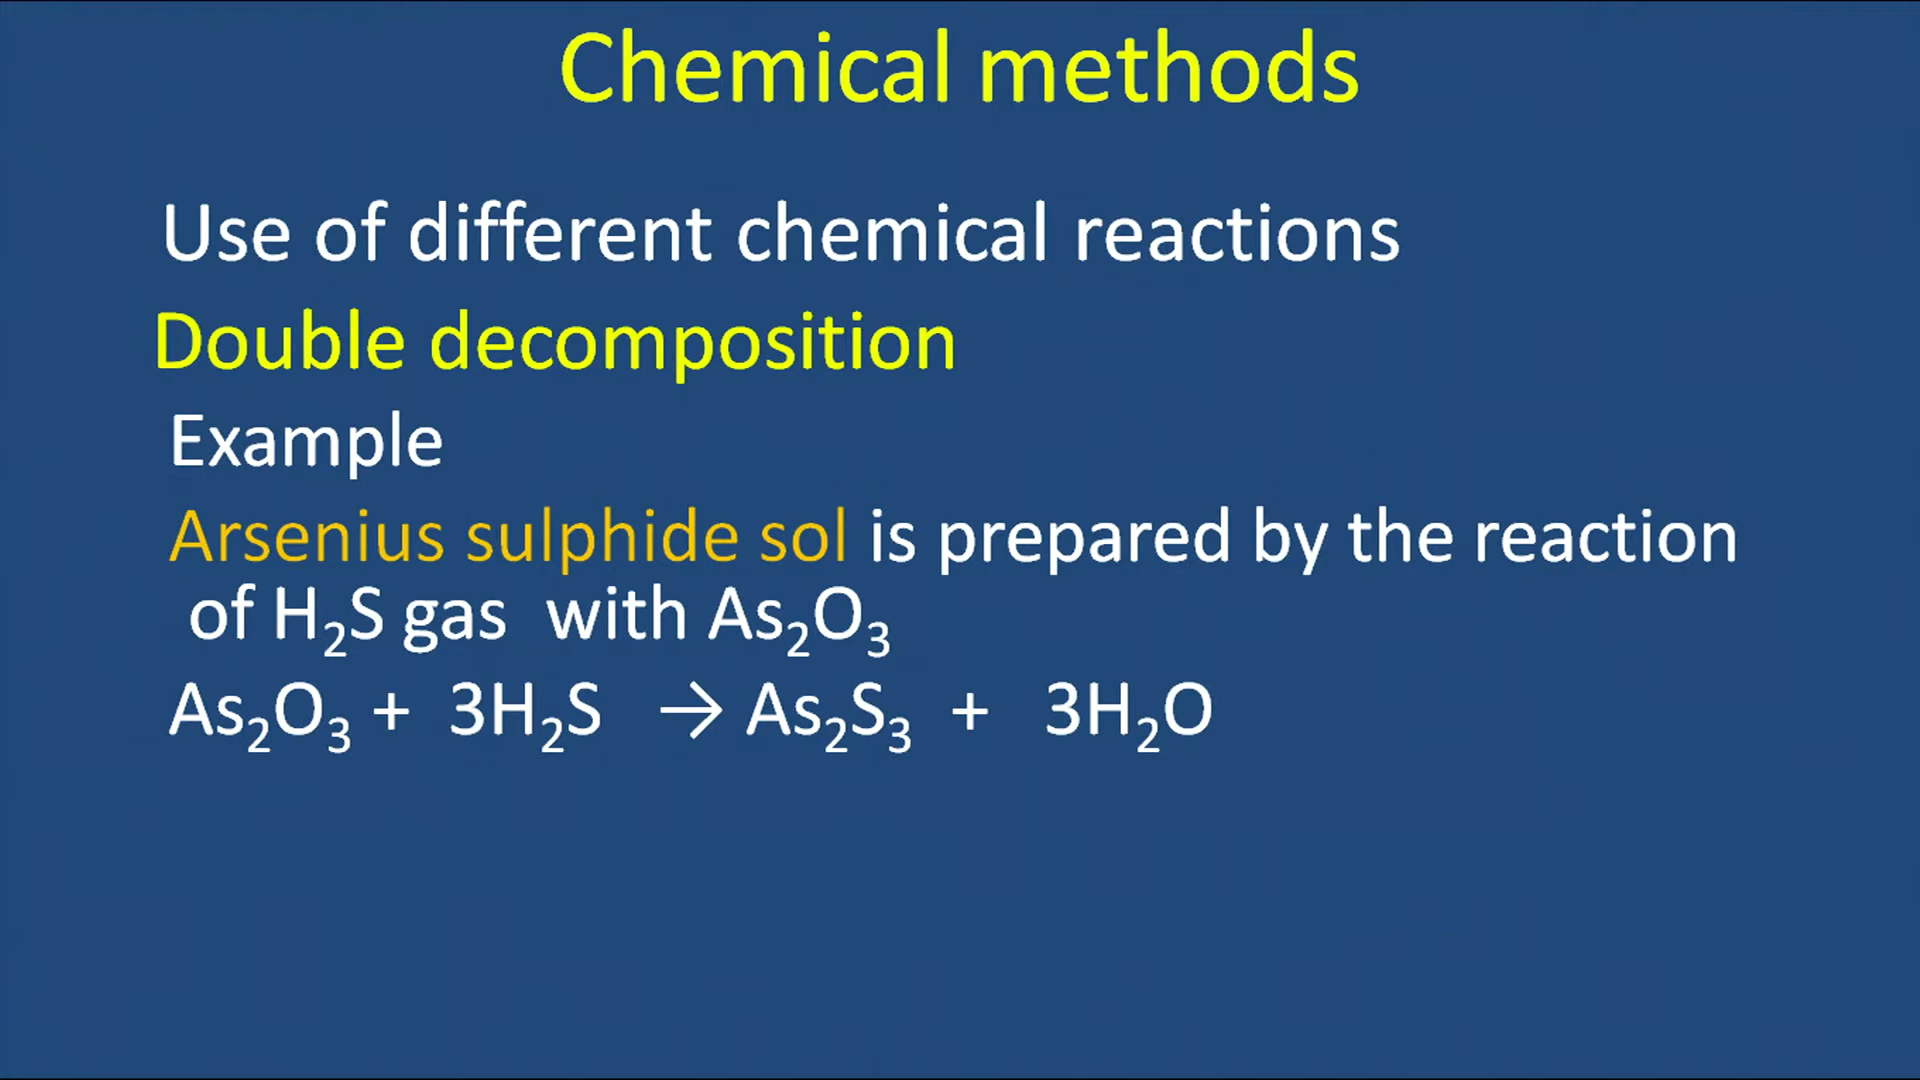 Chemical methods
Use of different chemical reactions
Double decomposition
Example
Arsenius sulphide sol is prepared by the reaction
of H₂S gas with As₂O₃
As₂O₃ + 3H₂S → As₂S₃ + 3H₂O